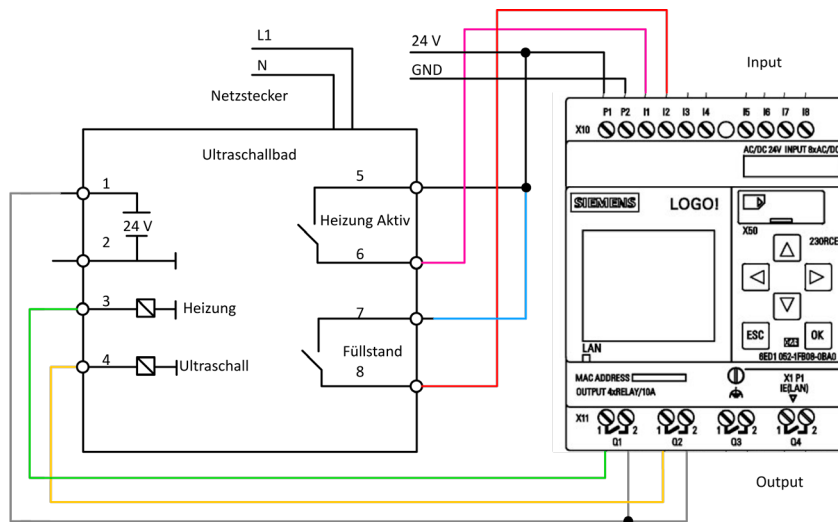 L1
N
Netzstecker
24 V
GND
Input
P1 P2 I1 I2 I3 I4 I5 I6 I7 I8
X10
AC/DC 24V INPUT 8xAC/DC
Ultraschallbad
1
24 V
2
3
Heizung
4
Ultraschall
5
Heizung Aktiv
6
7
Füllstand
8
SIEMENS
LOGO!
X50
230RCE
ESC
OK
LAN
6ED1 052-1FB08-0BA0
MAC ADDRESS
OUTPUT 4xRELAY/10A
X1 P1
IE(LAN)
X11
1 2 1 2 1 2 1 2
Q1 Q2 Q3 Q4
Output